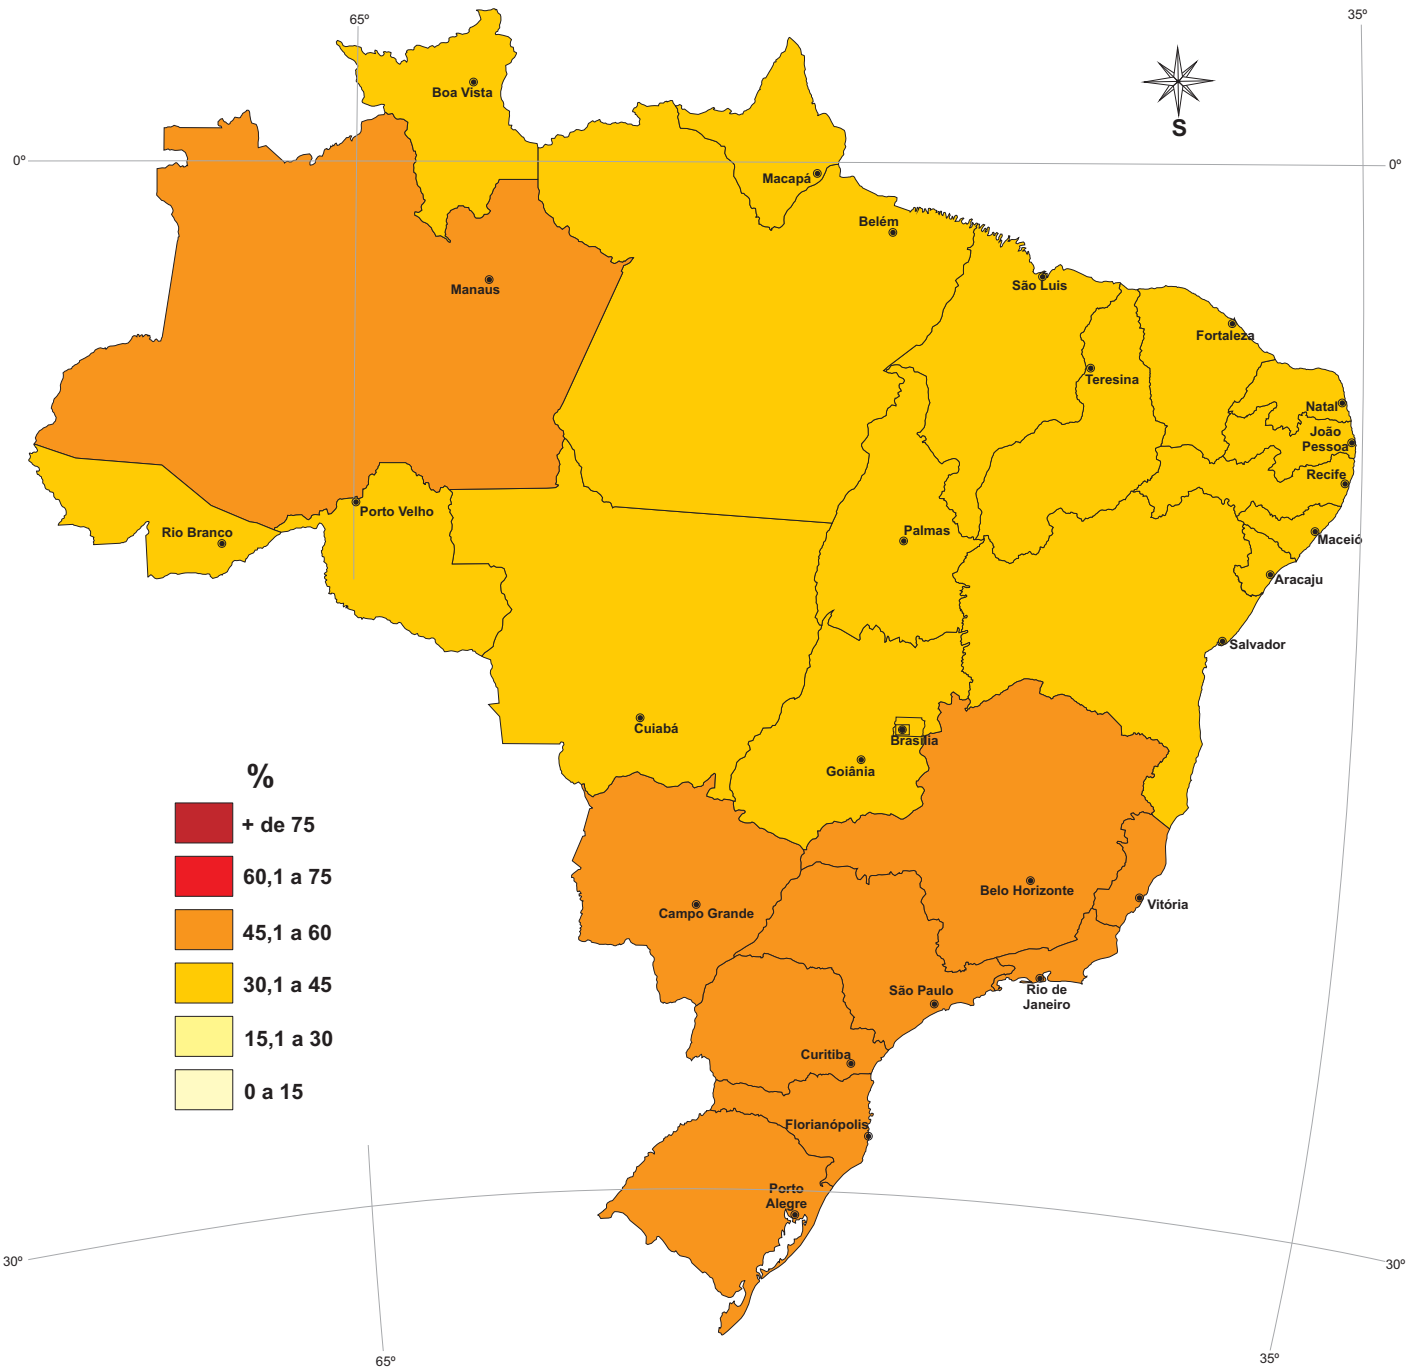 65º
35º
Boa Vista
S
0º
0º
Macapá
Belém
Manaus
São Luis
Fortaleza
Teresina
Natal
João
Pessoa
Recife
Porto Velho
Rio Branco
Palmas
Maceió
Aracaju
Salvador
Cuiabá
Brasília
Goiânia
%
+ de 75
60,1 a 75
45,1 a 60
30,1 a 45
15,1 a 30
0 a 15
Belo Horizonte
Vitória
Campo Grande
São Paulo
Rio de
Janeiro
Curitiba
Florianópolis
Porto
Alegre
30º
30º
65º
35º